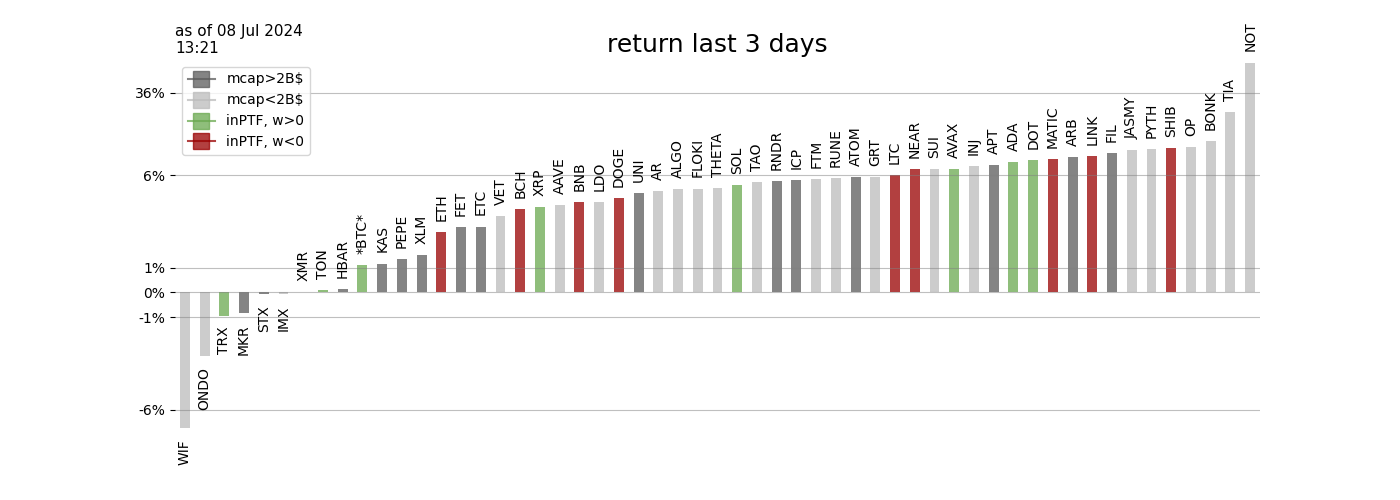 as of 08 Jul 2024
13:21
return last 3 days
mcap>2B$
mcap<2B$
inPTF, w>0
inPTF, w<0
36%
6%
1%
0%
-1%
-6%
WIF
ONDO
TRX
MKR
STX
IMX
XMR
TON
HBAR
*BTC*
KAS
PEPE
XLM
ETH
FET
ETC
VET
BCH
XRP
AAVE
BNB
LDO
DOGE
UNI
AR
ALGO
FLOKI
THETA
SOL
TAO
RNDR
ICP
FTM
RUNE
ATOM
GRT
LTC
NEAR
SUI
AVAX
INJ
APT
ADA
DOT
MATIC
ARB
LINK
FIL
JASMY
PYTH
SHIB
OP
BONK
TIA
NOT